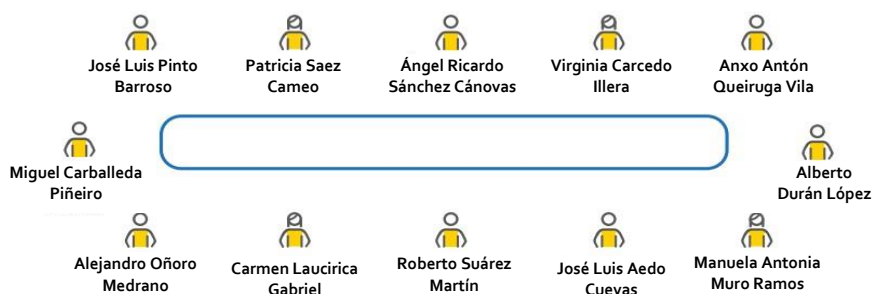 José Luis Pinto
Barroso
Patricia Saez
Cameo
Ángel Ricardo
Sánchez Cánovas
Virginia Carcedo
Illera
Anxo Antón
Queiruga Vila
Miguel Carballeda
Piñeiro
Alberto
Durán López
Alejandro Oñoro
Medrano
Carmen Laucirica
Gabriel
Roberto Suárez
Martín
José Luis Aedo
Cuevas
Manuela Antonia
Muro Ramos